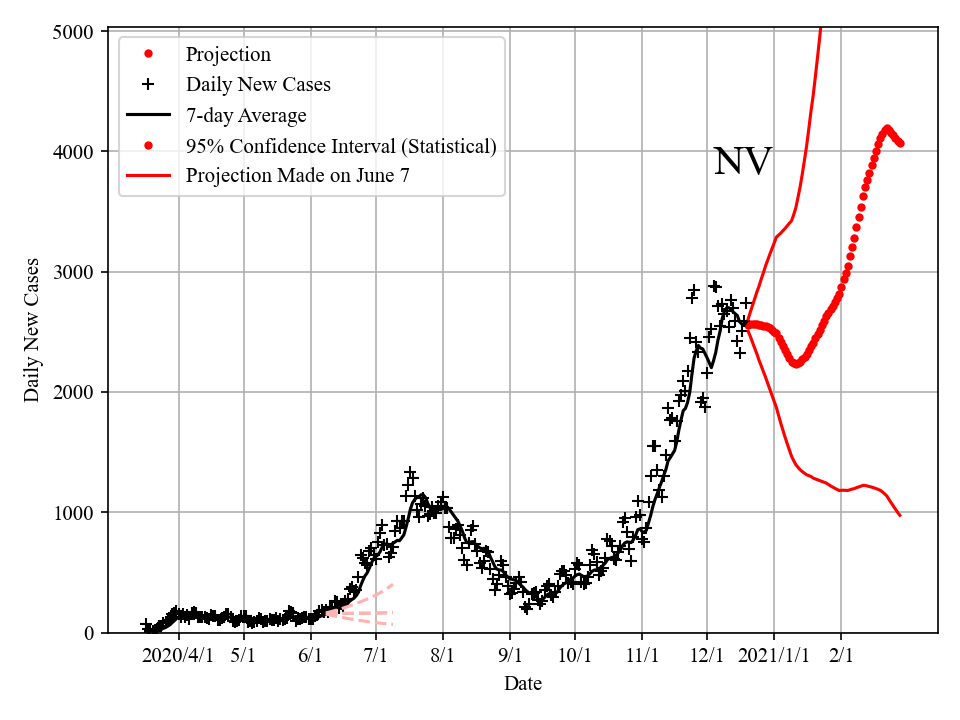 5000
4000
3000
2000
1000
0
Daily New Cases
Projection
Daily New Cases
7-day Average
95% Confidence Interval (Statistical)
Projection Made on June 7
NV
2020/4/1 5/1 6/1 7/1 8/1 9/1 10/1 11/1 12/1 2021/1/1 2/1
Date